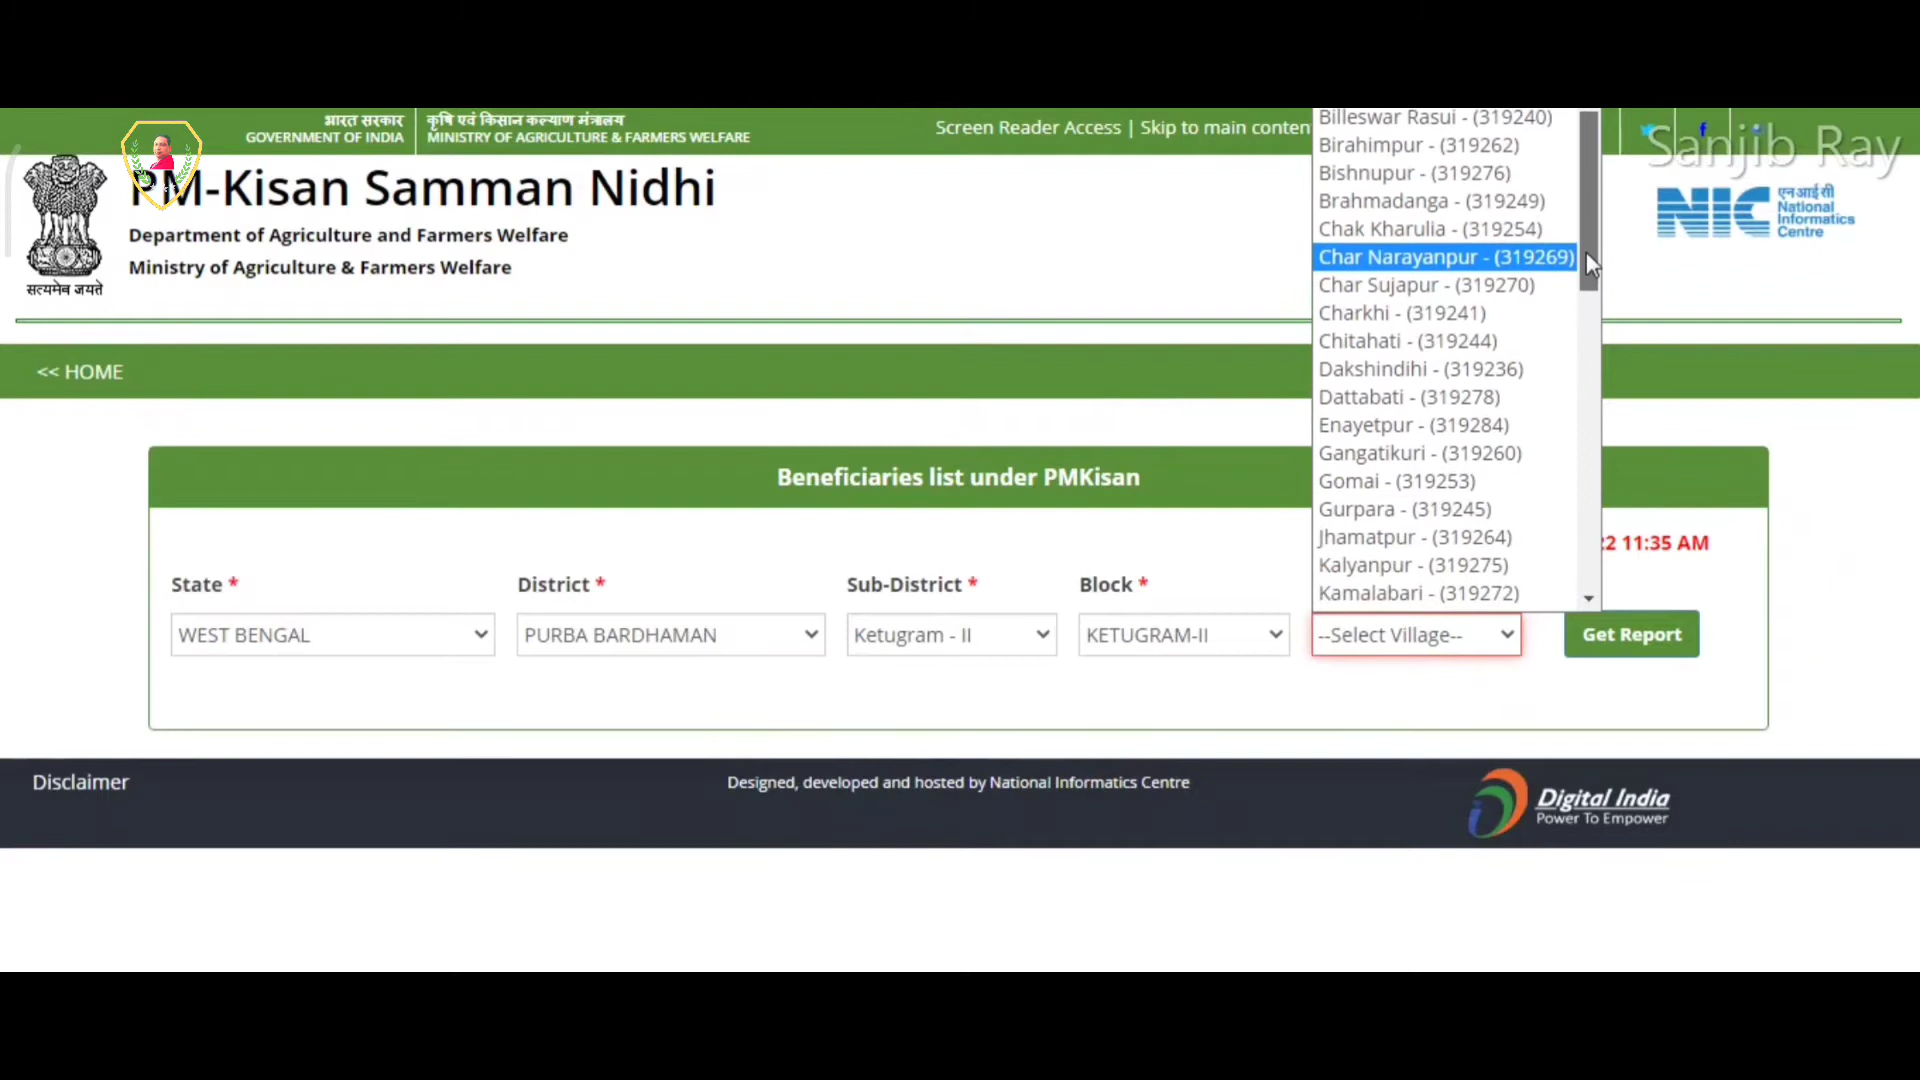 भारत सरकार
GOVERNMENT OF INDIA
कृषि एवं किसान कल्याण मंत्रालय
MINISTRY OF AGRICULTURE & FARMERS WELFARE
Screen Reader Access | Skip to main conten
Sanjib Ray
PM-Kisan Samman Nidhi
Department of Agriculture and Farmers Welfare
Ministry of Agriculture & Farmers Welfare
सत्यमेव जयते
NIC
एनआईसी
National
Informatics
Centre
<< HOME
Beneficiaries list under PMKisan
22 11:35 AM
State *
District *
Sub-District *
Block *
WEST BENGAL
PURBA BARDHAMAN
Ketugram - II
KETUGRAM-II
--Select Village--
Get Report
Billeswar Rasui - (319240)
Birahimpur - (319262)
Bishnupur - (319276)
Brahmadanga - (319249)
Chak Kharulia - (319254)
Char Narayanpur - (319269)
Char Sujapur - (319270)
Charkhi - (319241)
Chitahati - (319244)
Dakshindihi - (319236)
Dattabati - (319278)
Enayetpur - (319284)
Gangatikuri - (319260)
Gomai - (319253)
Gurpara - (319245)
Jhamatpur - (319264)
Kalyanpur - (319275)
Kamalabari - (319272)
Disclaimer
Designed, developed and hosted by National Informatics Centre
Digital India
Power To Empower